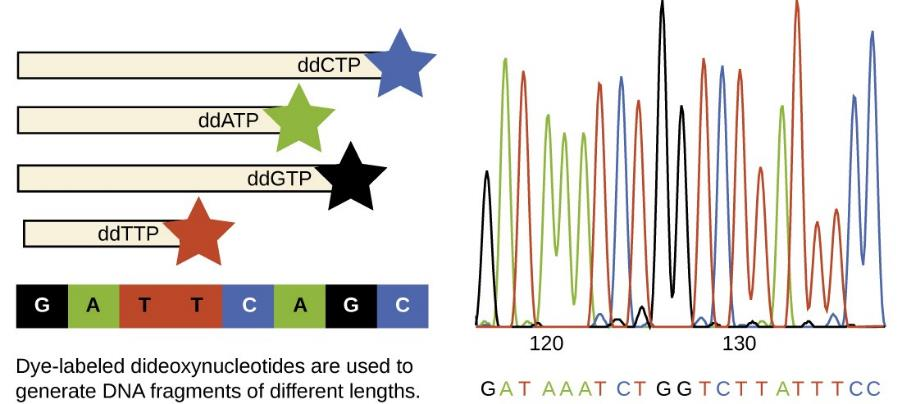 ddCTP
ddATP
ddGTP
ddTTP
G A T T C A G C
Dye-labeled dideoxynucleotides are used to
generate DNA fragments of different lengths.
120 130
GAT AAAT CT GGTCTTATTTCC